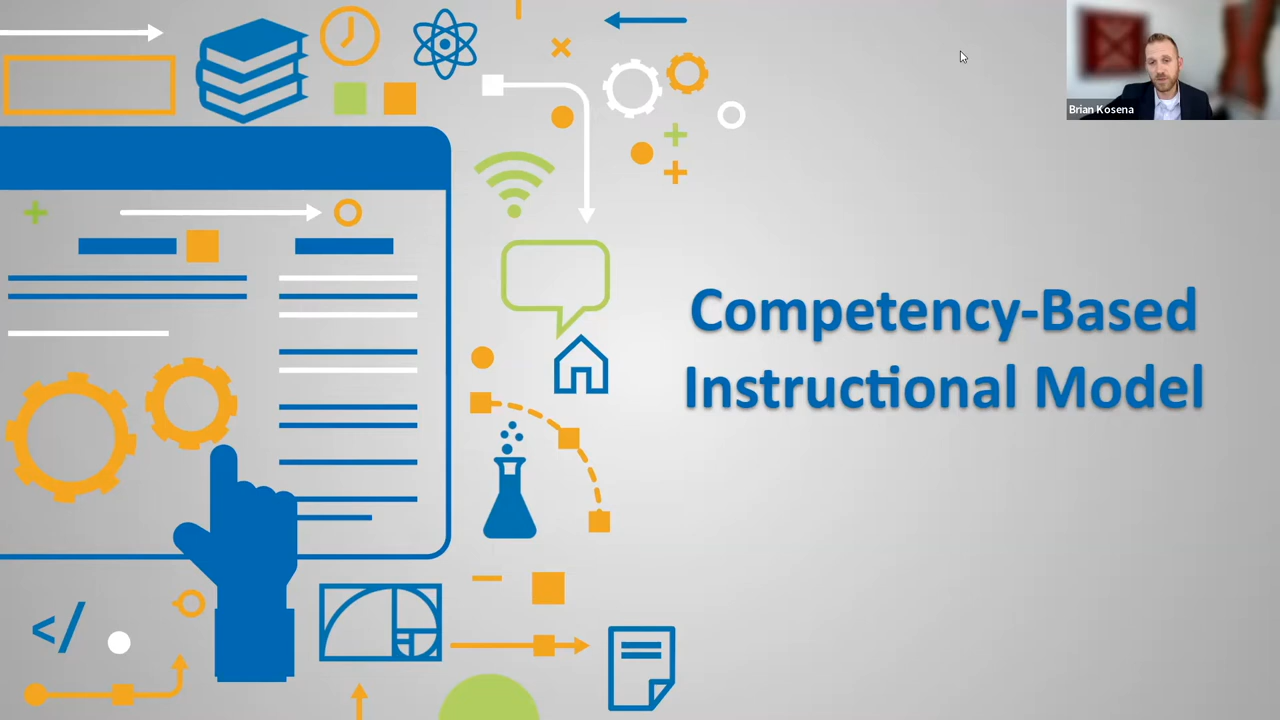 Brian Kosena
Competency-Based
Instructional Model
</